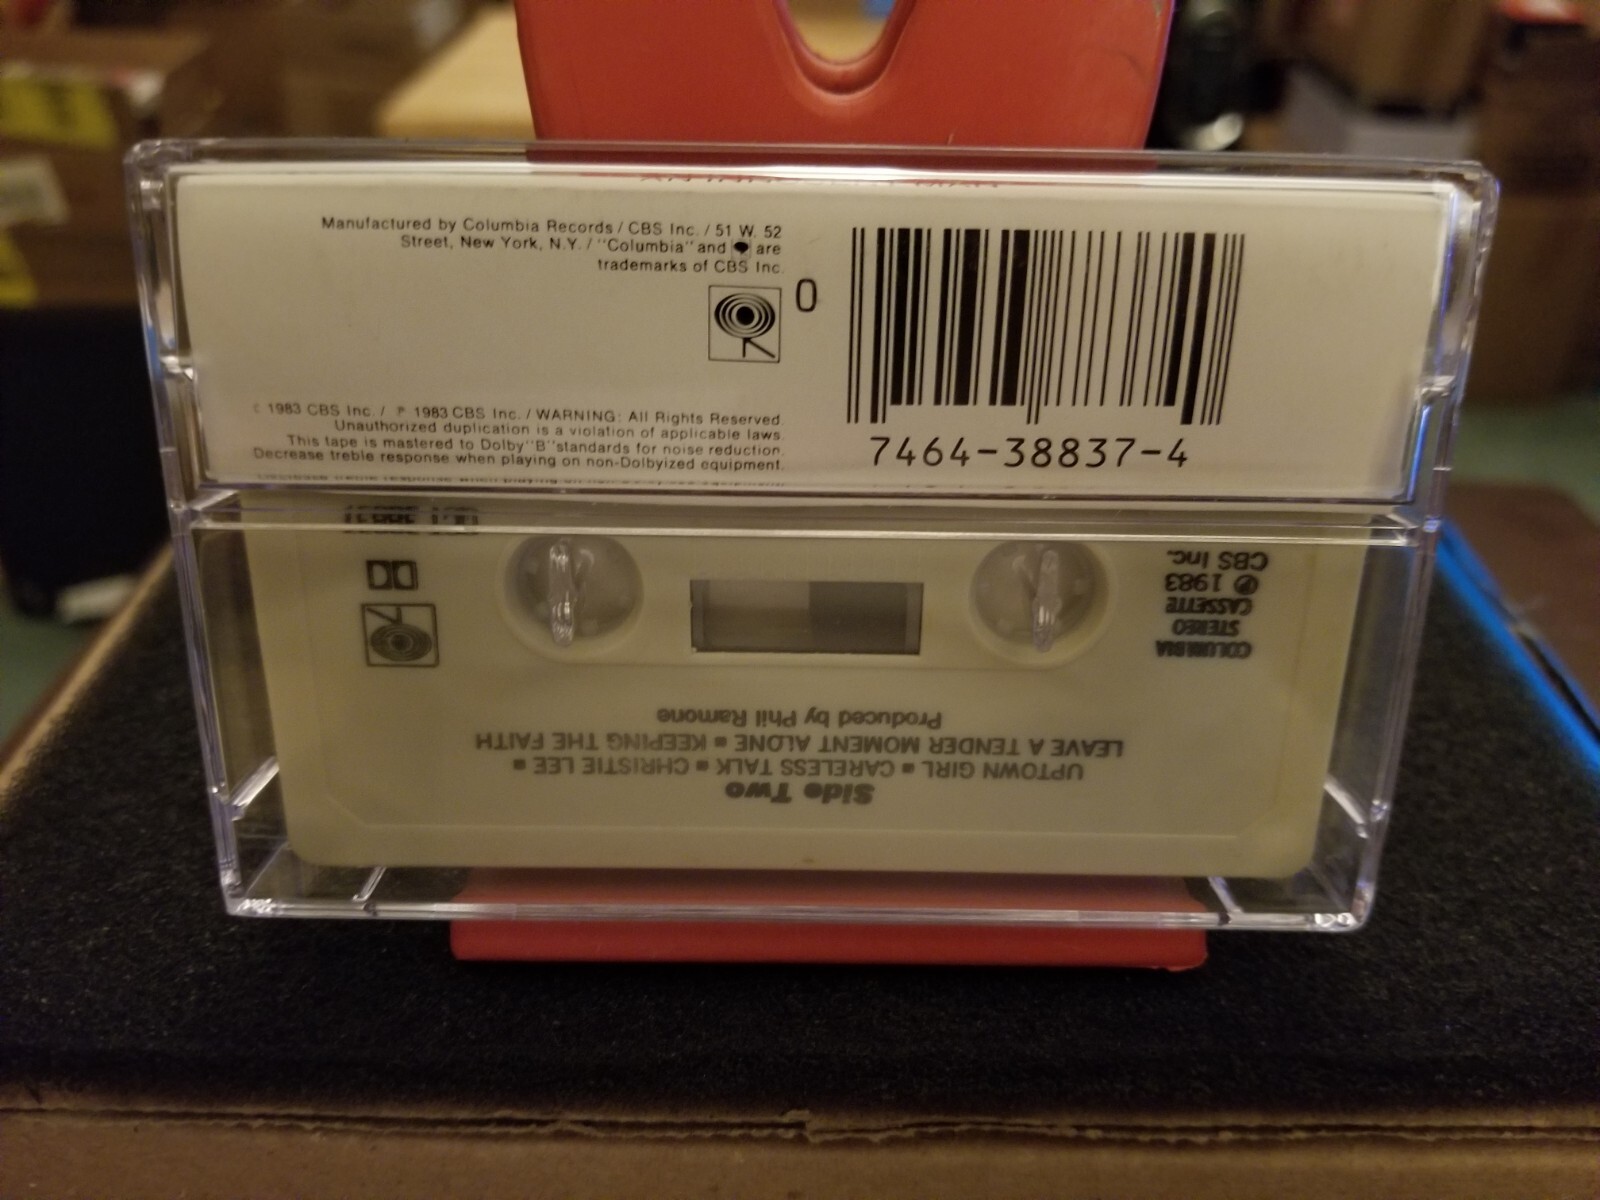 Manufactured by Columbia Records / CBS Inc. / 51 W. 52
Street, New York, N.Y. / "Columbia" and are
trademarks of CBS Inc.
0
© 1983 CBS Inc. / ℗ 1983 CBS Inc. / WARNING: All Rights Reserved.
Unauthorized duplication is a violation of applicable laws.
This tape is mastered to Dolby "B" standards for noise reduction.
Decrease treble response when playing on non-Dolbyized equipment.
7464-38837-4
Side Two
UPTOWN GIRL ■ CARELESS TALK ■ CHRISTIE LEE ■
LEAVE A TENDER MOMENT ALONE ■ KEEPING THE FAITH
Produced by Phil Ramone
COLUMBIA
STEREO
CASSETTE
℗ 1983
CBS Inc.